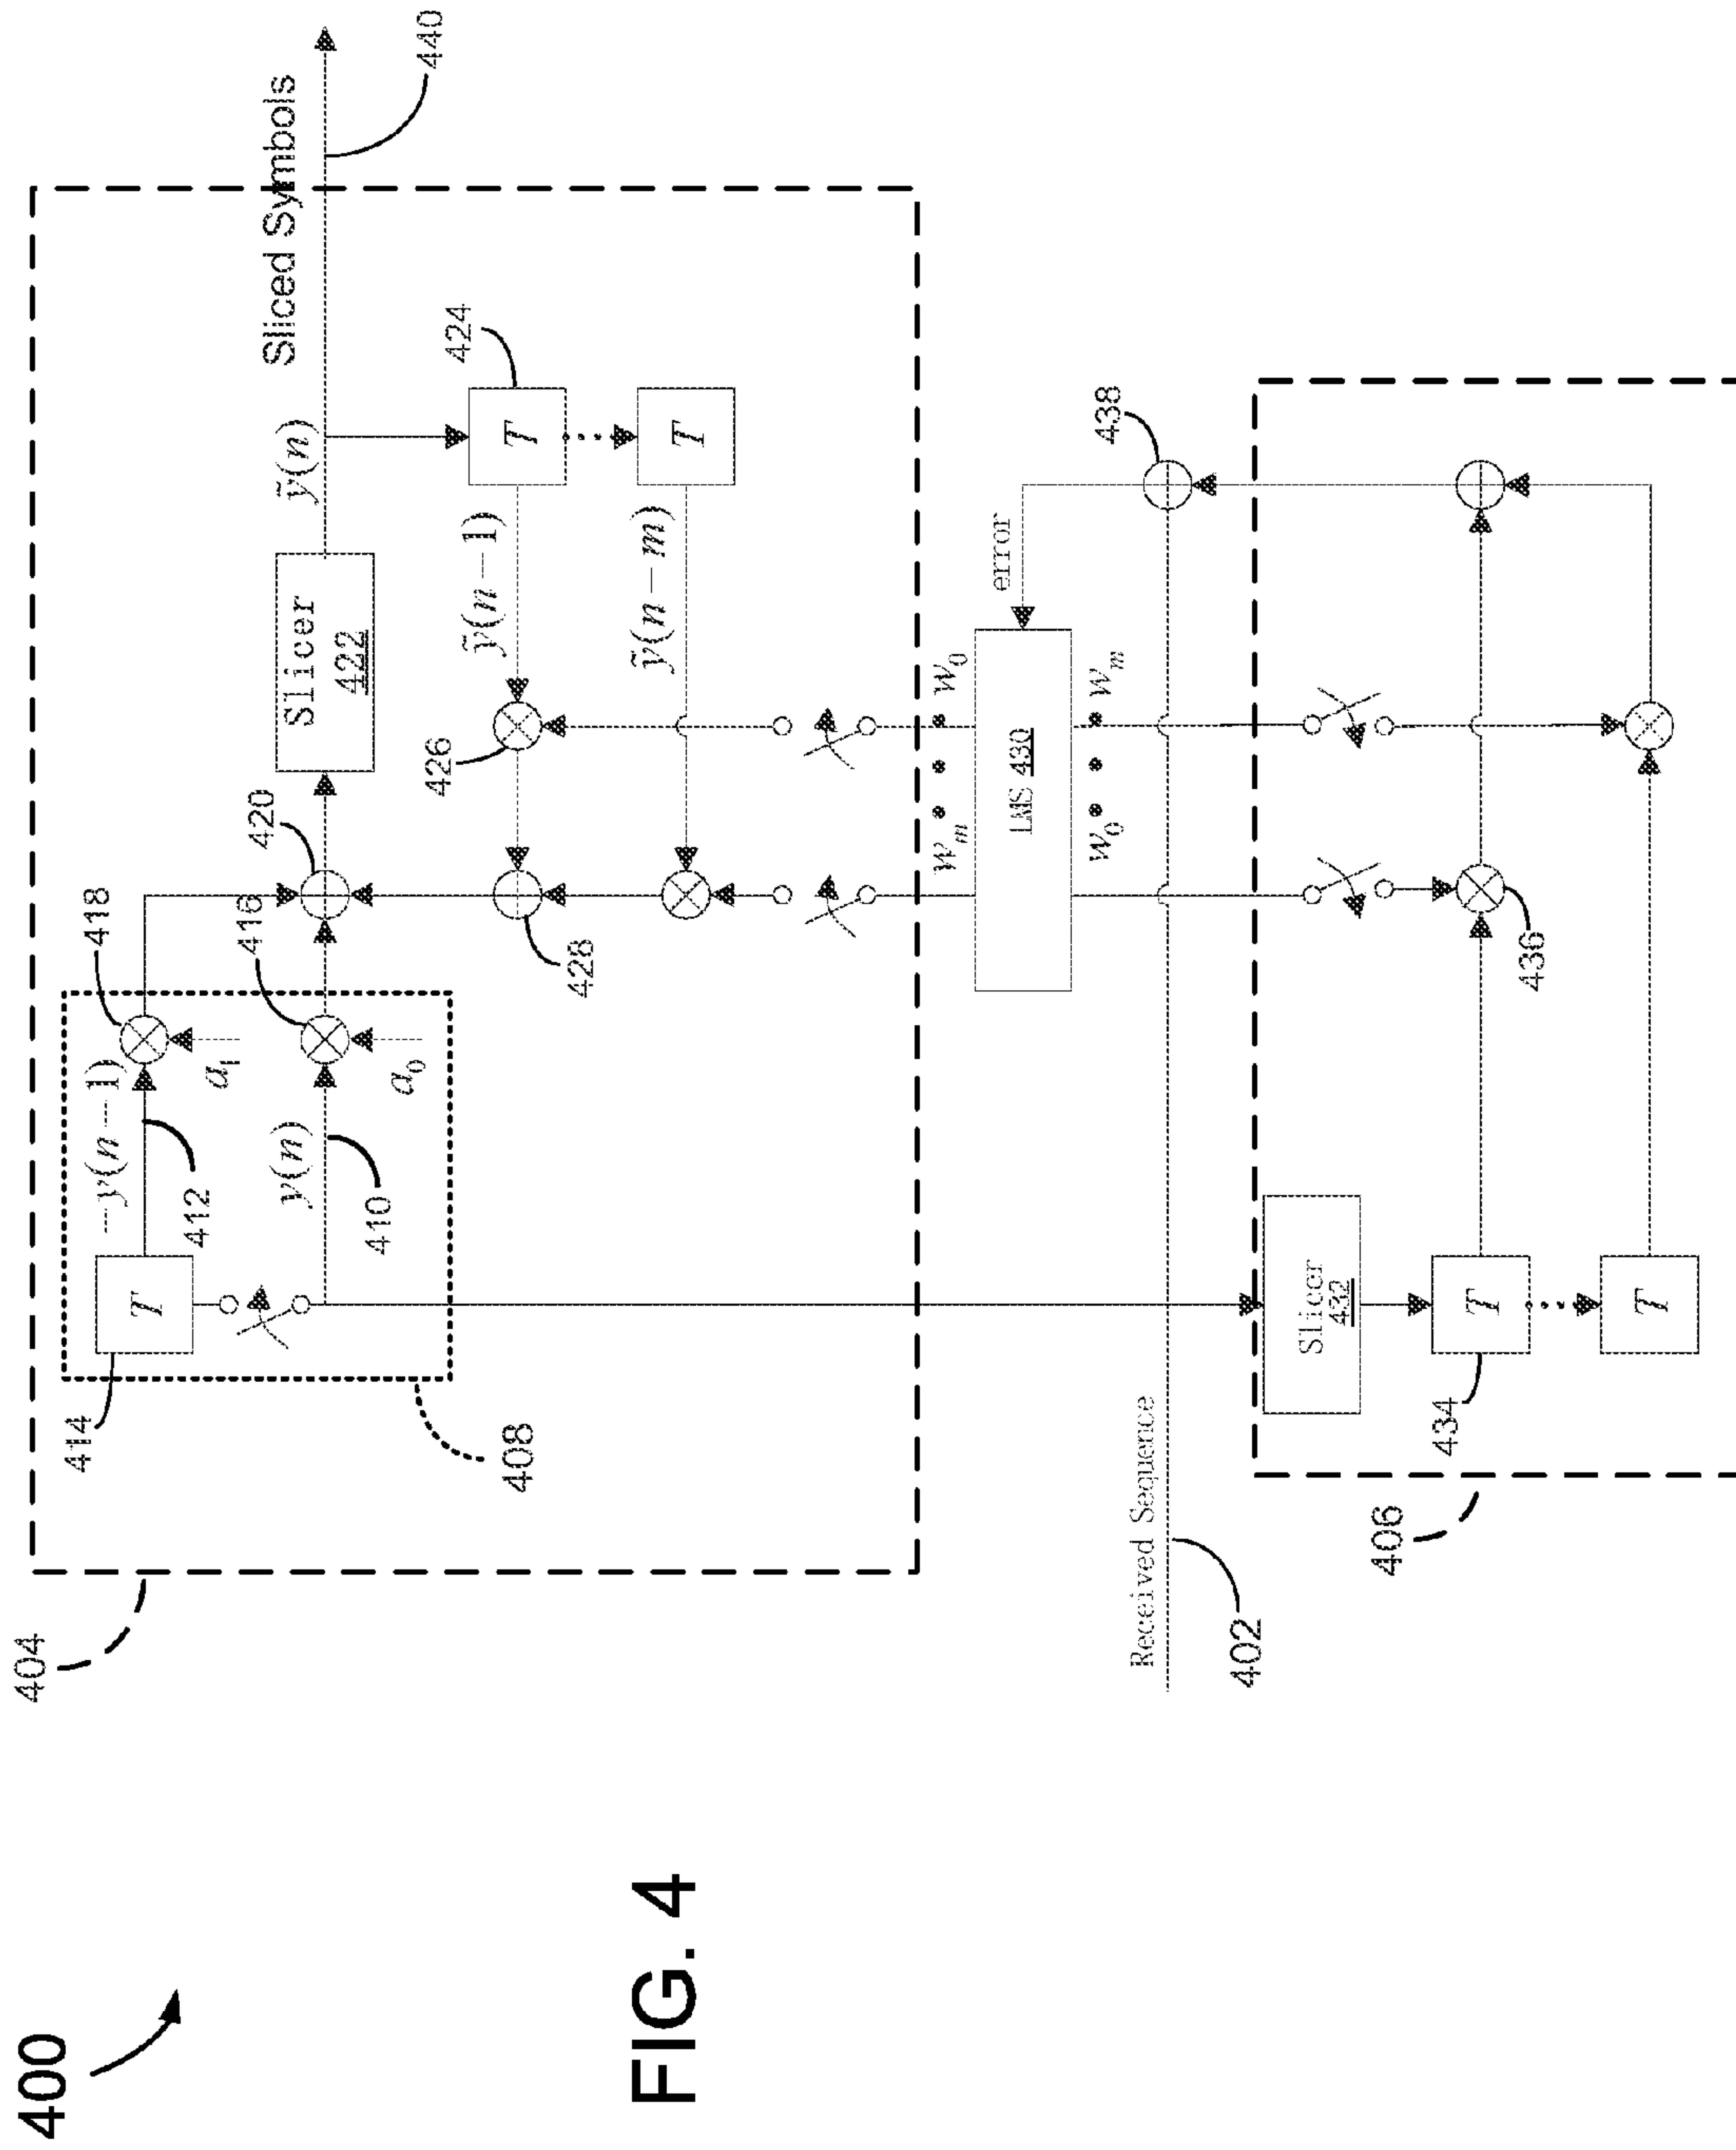 400
FIG. 4
404
414
408
-y(n-1)
412
a₁
418
y(n)
410
a₀
416
T
420
Slicer
422
ỹ(n)
Sliced Symbols
440
T
424
T
ỹ(n-1)
ỹ(n-m)
426
428
wₘ • • • w₀
LMS 430
w₀ • • • wₘ
error
438
Received Sequence
402
406
Slicer
432
434
T
T
436